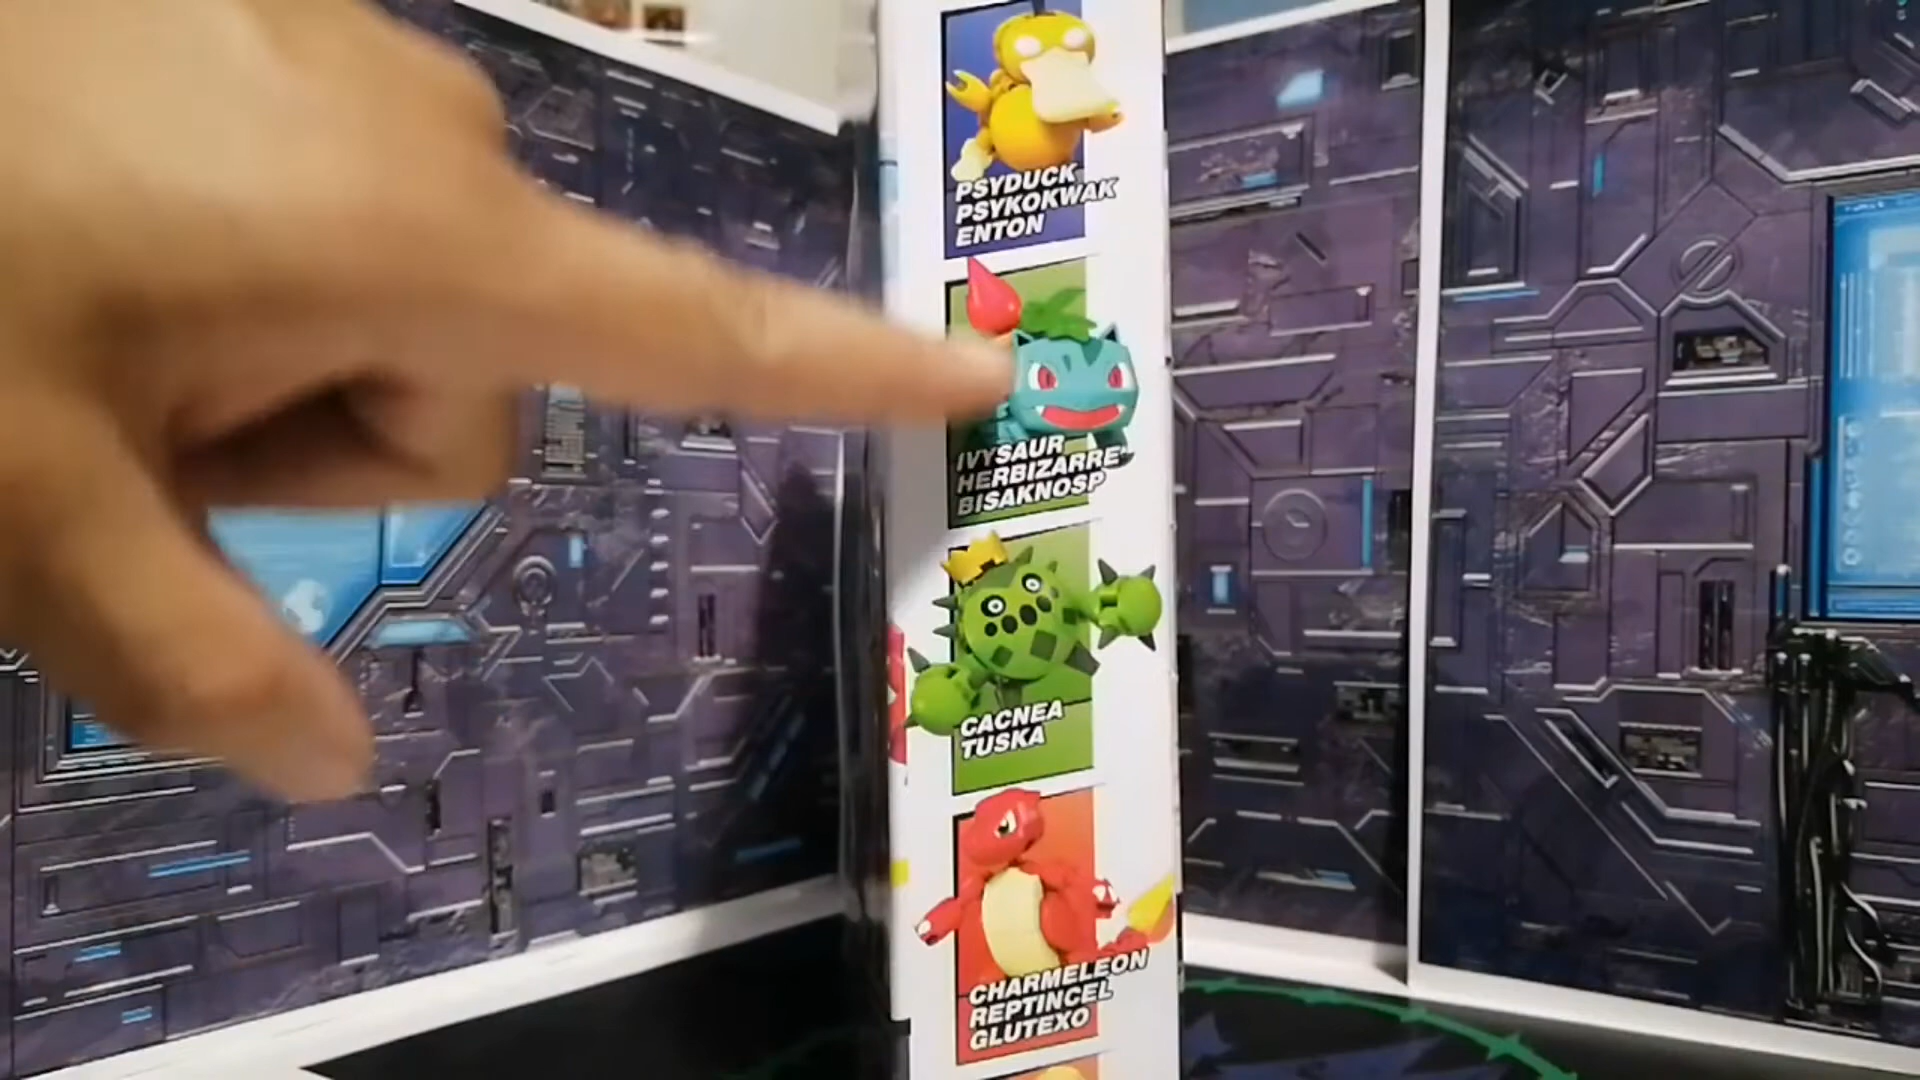 PSYDUCK
PSYKOKWAK
ENTON
IVYSAUR
HERBIZARRE
BISAKNOSP
CACNEA
TUSKA
CHARMELEON
REPTINCEL
GLUTEXO